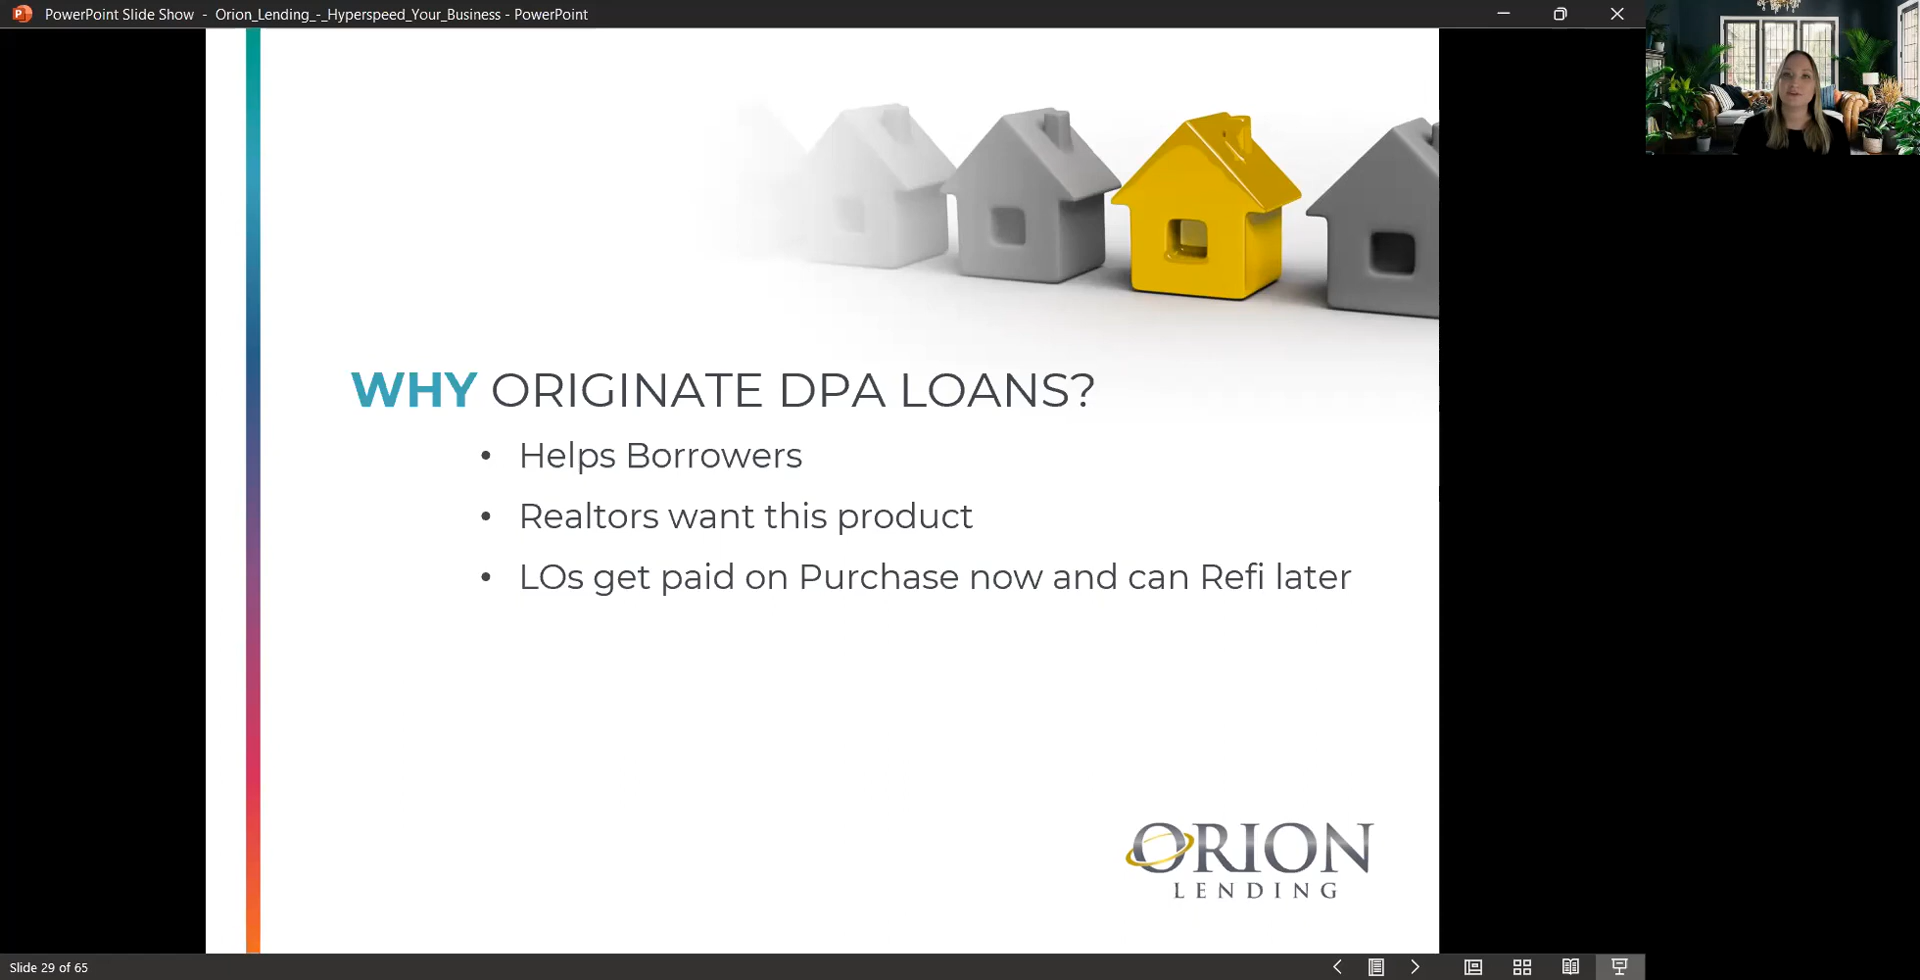 PowerPoint Slide Show - Orion_Lending_-_Hyperspeed_Your_Business - PowerPoint
WHY ORIGINATE DPA LOANS?
• Helps Borrowers
• Realtors want this product
• LOs get paid on Purchase now and can Refi later
ORION
LENDING
Slide 29 of 65